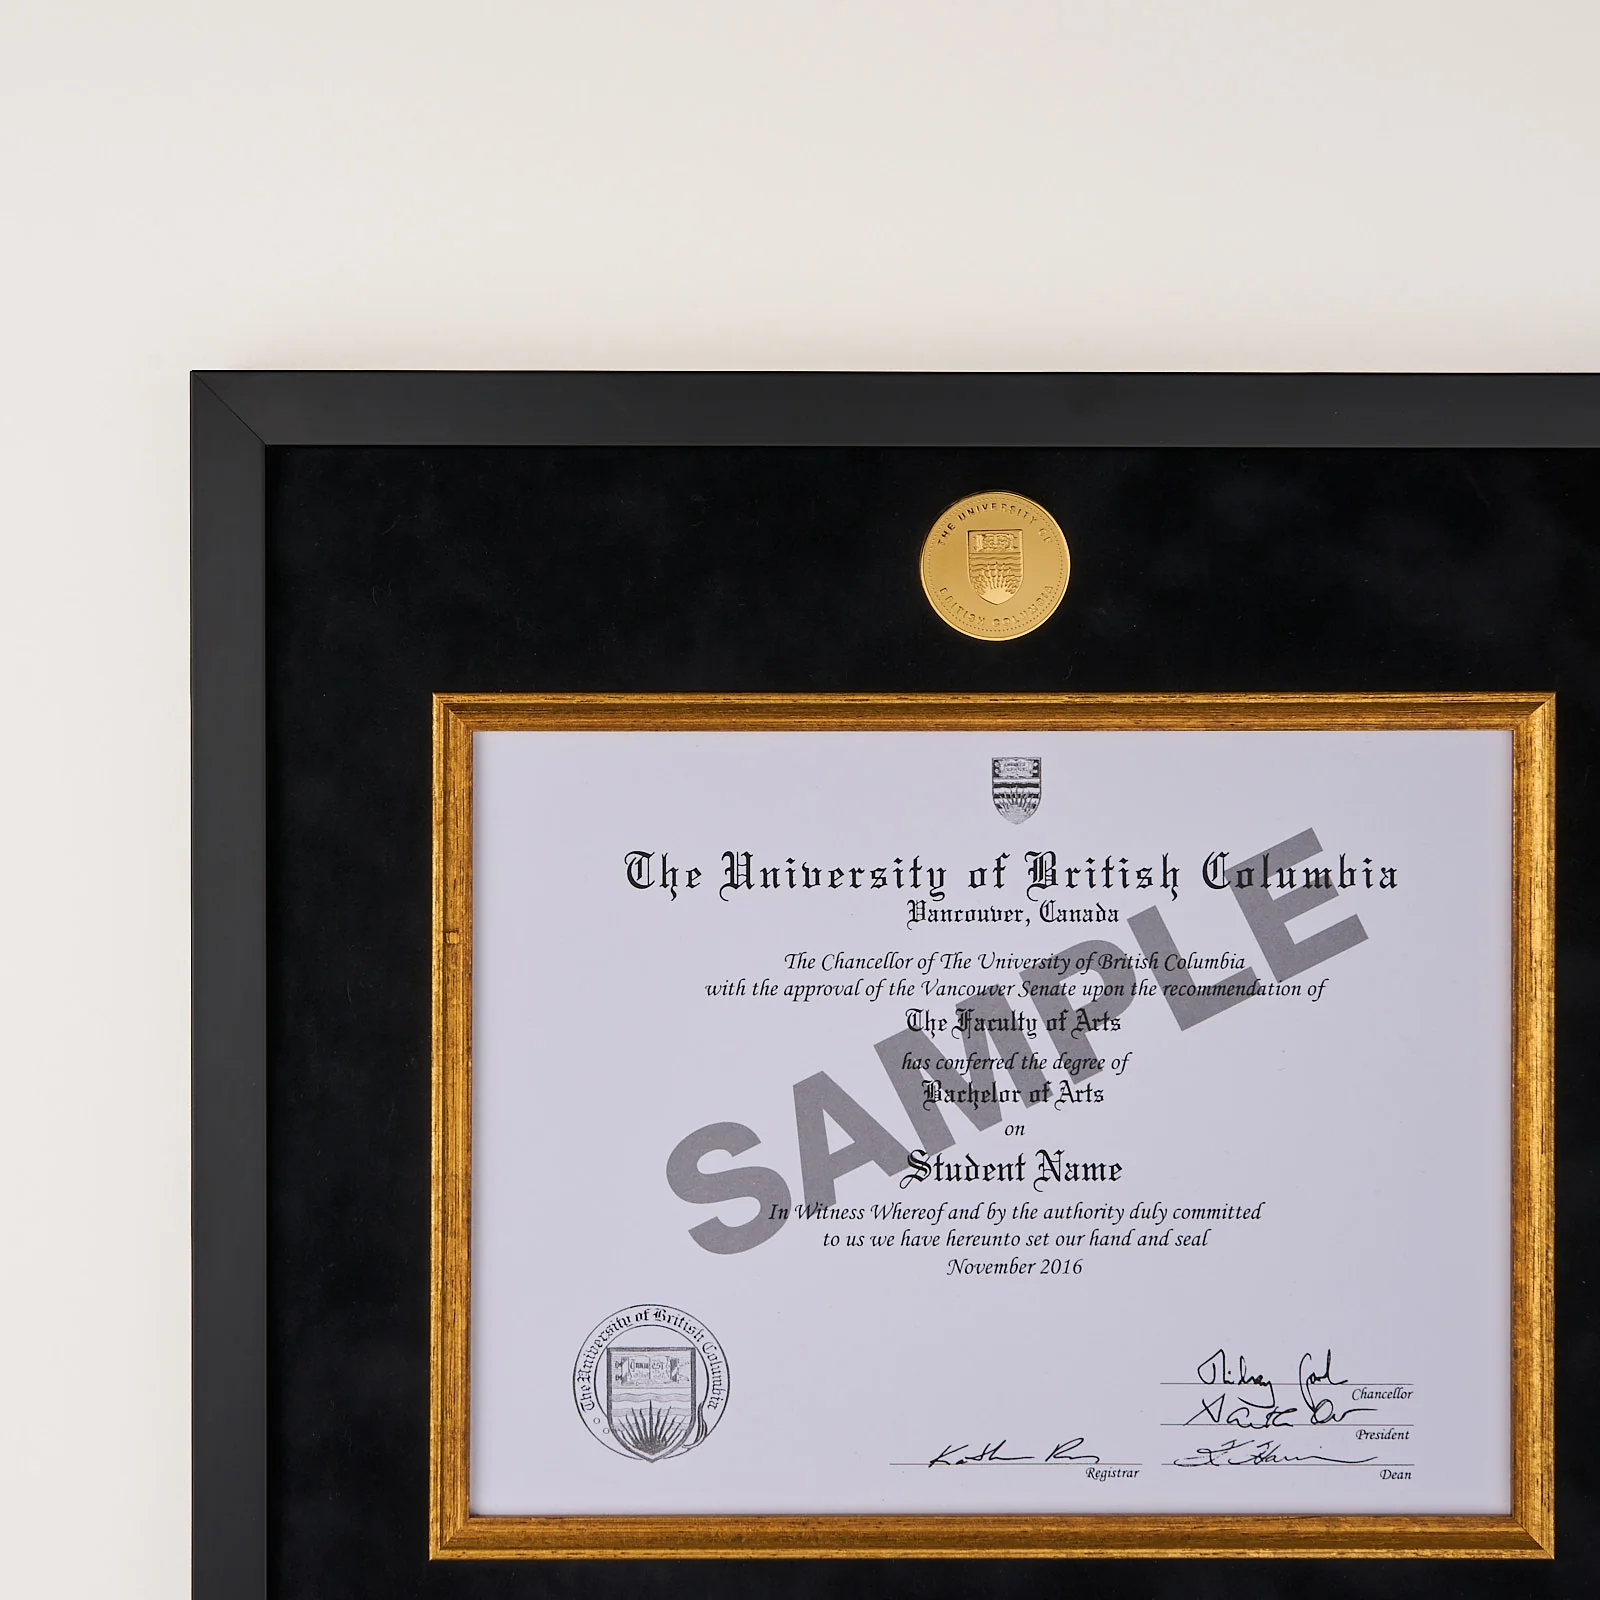 THE UNIVERSITY OF
BRITISH COLUMBIA
The University of British Columbia
Vancouver, Canada
The Chancellor of The University of British Columbia
with the approval of the Vancouver Senate upon the recommendation of
The Faculty of Arts
has conferred the degree of
Bachelor of Arts
on
Student Name
In Witness Whereof and by the authority duly committed
to us we have hereunto set our hand and seal
November 2016
SAMPLE
The University of British Columbia
Chancellor
President
Registrar
Dean